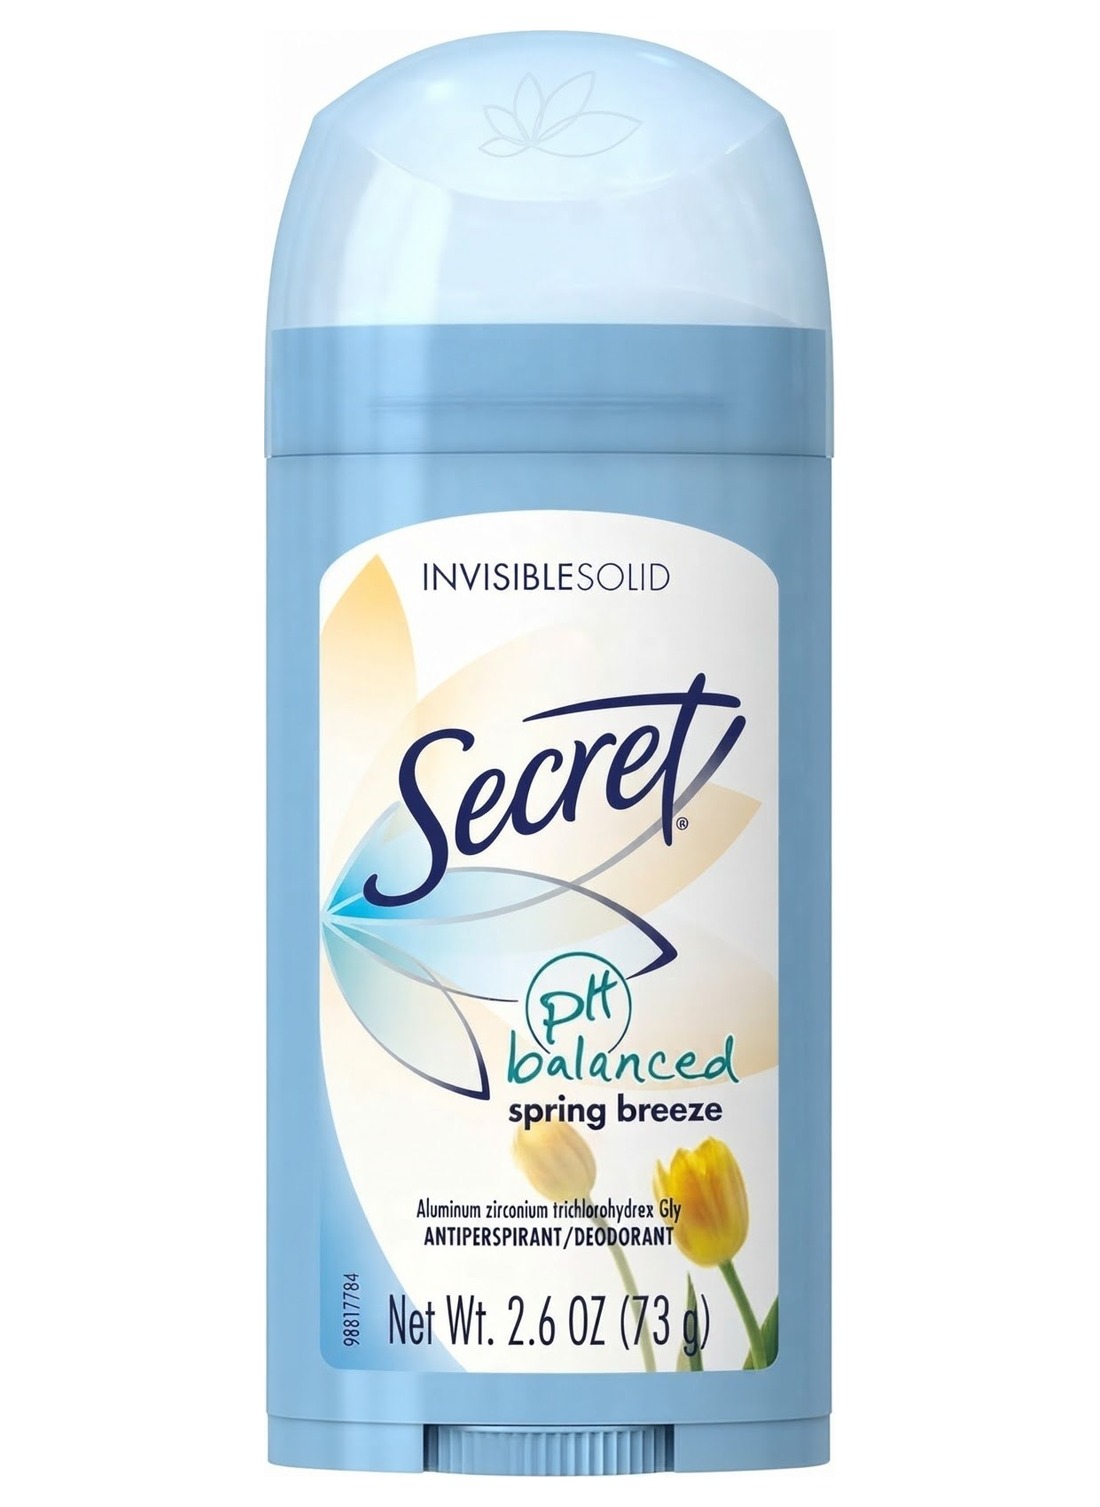 INVISIBLESOLID
Secret®
pH
balanced
spring breeze
Aluminum zirconium trichlorohydrex Gly
ANTIPERSPIRANT/DEODORANT
98817784
Net Wt. 2.6 OZ (73 g)